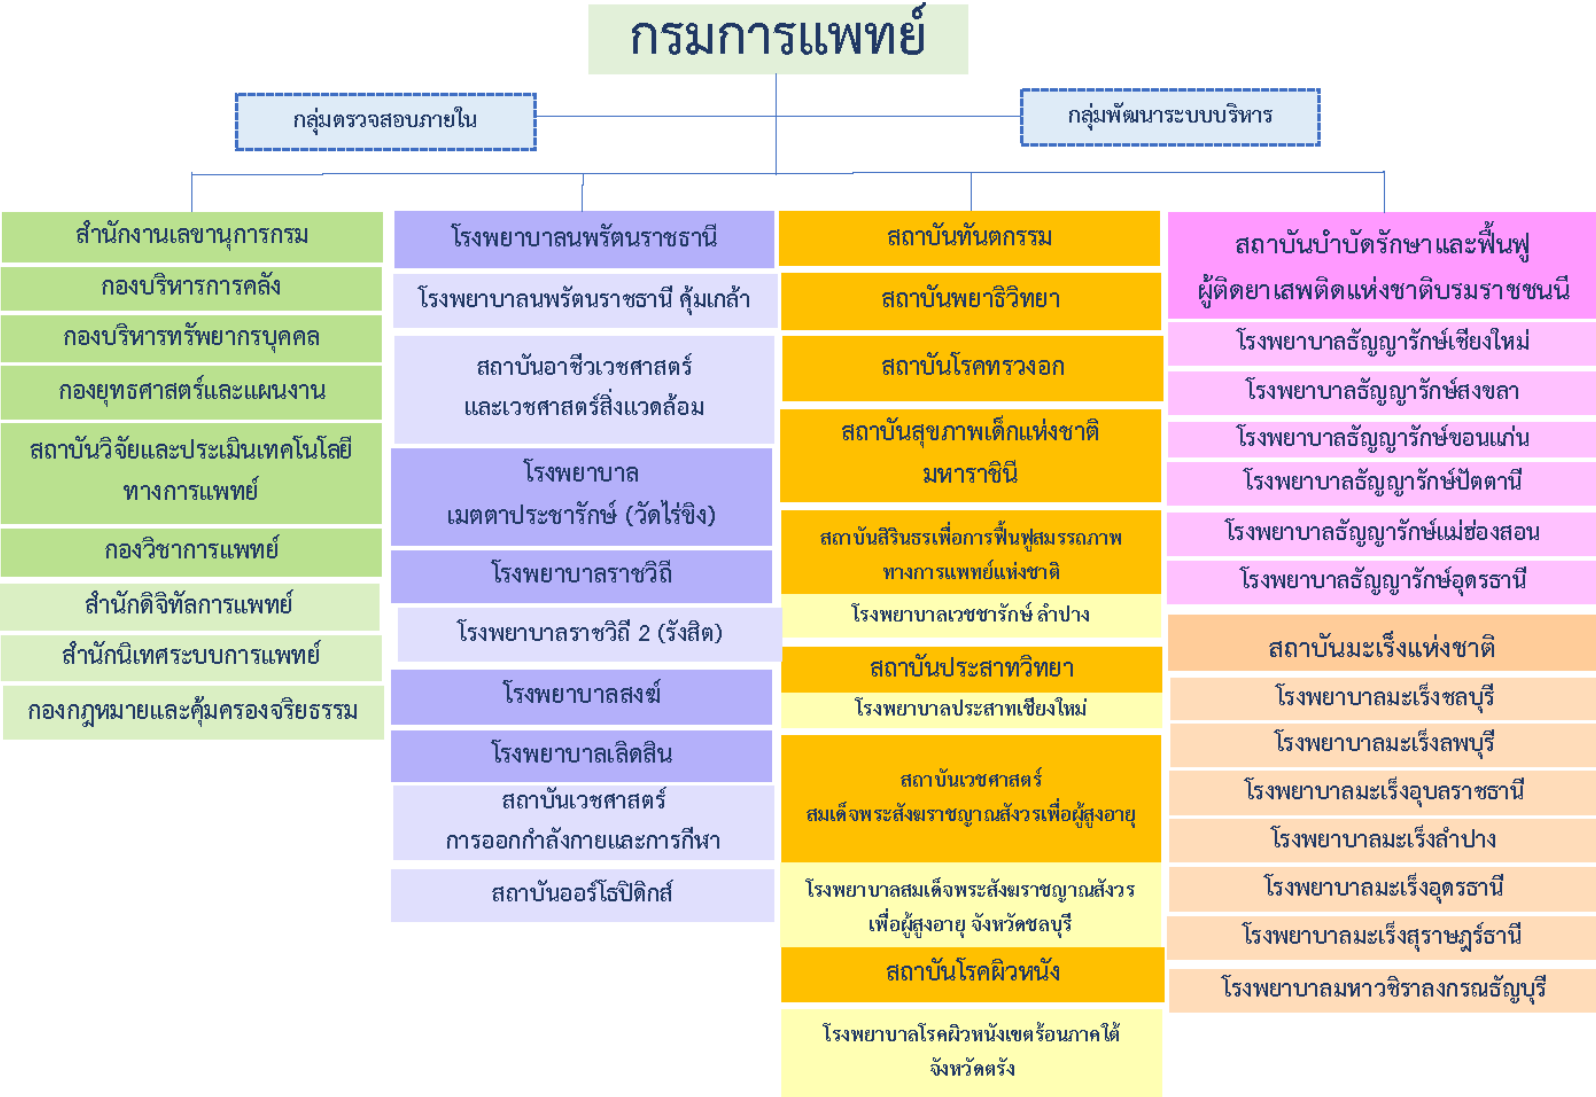 กรมการแพทย์
กลุ่มตรวจสอบภายใน
กลุ่มพัฒนาระบบบริหาร
สำนักงานเลขานุการกรม
กองบริหารการคลัง
กองบริหารทรัพยากรบุคคล
กองยุทธศาสตร์และแผนงาน
สถาบันวิจัยและประเมินเทคโนโลยี
ทางการแพทย์
กองวิชาการแพทย์
สำนักดิจิทัลการแพทย์
สำนักนิเทศระบบการแพทย์
กองกฎหมายและคุ้มครองจริยธรรม
โรงพยาบาลนพรัตนราชธานี
โรงพยาบาลนพรัตนราชธานี คุ้มเกล้า
สถาบันอาชีวเวชศาสตร์
และเวชศาสตร์สิ่งแวดล้อม
โรงพยาบาล
เมตตาประชารักษ์ (วัดไร่ขิง)
โรงพยาบาลราชวิถี
โรงพยาบาลราชวิถี 2 (รังสิต)
โรงพยาบาลสงฆ์
โรงพยาบาลเลิดสิน
สถาบันเวชศาสตร์
การออกกำลังกายและการกีฬา
สถาบันออร์โธปิดิกส์
สถาบันทันตกรรม
สถาบันพยาธิวิทยา
สถาบันโรคทรวงอก
สถาบันสุขภาพเด็กแห่งชาติ
มหาราชินี
สถาบันสิรินธรเพื่อการฟื้นฟูสมรรถภาพ
ทางการแพทย์แห่งชาติ
โรงพยาบาลเวชชารักษ์ ลำปาง
สถาบันประสาทวิทยา
โรงพยาบาลประสาทเชียงใหม่
สถาบันเวชศาสตร์
สมเด็จพระสังฆราชญาณสังวรเพื่อผู้สูงอายุ
โรงพยาบาลสมเด็จพระสังฆราชญาณสังวร
เพื่อผู้สูงอายุ จังหวัดชลบุรี
สถาบันโรคผิวหนัง
โรงพยาบาลโรคผิวหนังเขตร้อนภาคใต้
จังหวัดตรัง
สถาบันบำบัดรักษาและฟื้นฟู
ผู้ติดยาเสพติดแห่งชาติบรมราชชนนี
โรงพยาบาลธัญญารักษ์เชียงใหม่
โรงพยาบาลธัญญารักษ์สงขลา
โรงพยาบาลธัญญารักษ์ขอนแก่น
โรงพยาบาลธัญญารักษ์ปัตตานี
โรงพยาบาลธัญญารักษ์แม่ฮ่องสอน
โรงพยาบาลธัญญารักษ์อุดรธานี
สถาบันมะเร็งแห่งชาติ
โรงพยาบาลมะเร็งชลบุรี
โรงพยาบาลมะเร็งลพบุรี
โรงพยาบาลมะเร็งอุบลราชธานี
โรงพยาบาลมะเร็งลำปาง
โรงพยาบาลมะเร็งอุดรธานี
โรงพยาบาลมะเร็งสุราษฎร์ธานี
โรงพยาบาลมหาวชิราลงกรณธัญบุรี